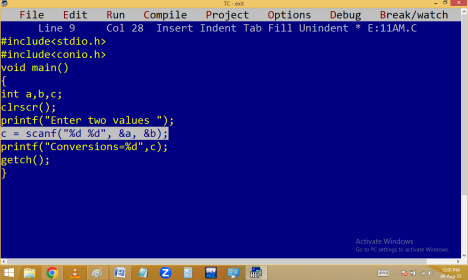 TC - exit
File Edit Run Compile Project Options Debug Break/watch
Line 9 Col 28 Insert Indent Tab Fill Unindent * E:11AM.C
#include<stdio.h>
#include<conio.h>
void main()
{
int a,b,c;
clrscr();
printf("Enter two values ");
c = scanf("%d %d", &a, &b);
printf("Conversions=%d",c);
getch();
}
Activate Windows
Go to PC settings to activate Windows.